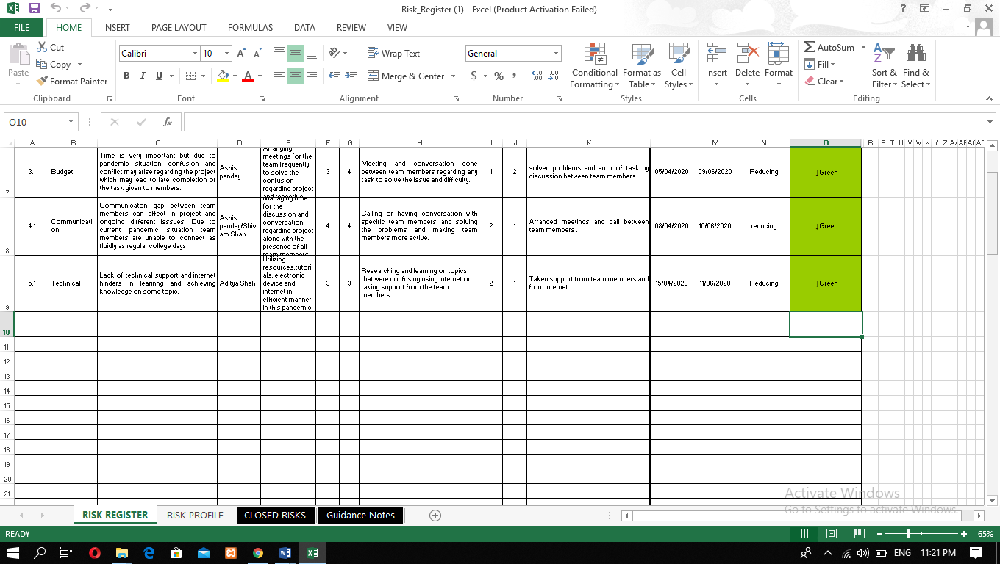 Risk_Register (1) - Excel (Product Activation Failed)
FILE HOME INSERT PAGE LAYOUT FORMULAS DATA REVIEW VIEW
Paste
Cut
Copy
Format Painter
Clipboard
Calibri 10
B I U
Font
Wrap Text
Merge & Center
Alignment
General
$ % ,
Number
Conditional
Formatting
Format as
Table
Cell
Styles
Styles
Insert Delete Format
Cells
AutoSum
Fill
Clear
Sort &
Filter
Find &
Select
Editing
O10 fx
A B C D E F G H I J K L M N O R S T U V W X Y Z
7
3.1
Budget
Time is very important but due to
pandemic situation confusion and
conflict may arise regarding the project
which may lead to late completion of
the task given to members.
Ashis
pandey
Arranging
meetings for the
team frequently
to solve the
confusion
regarding project
3
4
Meeting and conversation done
between team members regarding any
task to solve the issue and difficulty.
1
2
solved problems and error of task by
discussion between team members.
05/04/2020
09/06/2020
Reducing
↓Green
8
4.1
Communicati
on
Communicaton gap between team
members can affect in project and
ongoing different isssues. Due to
current pandemic situation team
members are unable to connect as
fluidly as regular college days.
Ashis
pandey/Shiv
am Shah
Managing time
for the
discussion and
conversation
regarding project
along with the
presence of all
team members
4
4
Calling or having conversation with
specific team members and solving
the problems and making team
members more active.
2
1
Arranged meetings and call between
team members .
08/04/2020
10/06/2020
reducing
↓Green
9
5.1
Technical
Lack of technical support and internet
hinders in learinng and achieving
knowledge on some topic.
Aditya Shah
Utilizing
resources,tutori
als, electronic
device and
internet in
efficient manner
in this pandemic
3
3
Researching and learning on topics
that were confusing using internet or
taking support from the team
members.
2
1
Taken support from team members and
from internet.
15/04/2020
11/06/2020
Reducing
↓Green
10
11
12
13
14
15
16
17
18
19
20
21
Activate Windows
Go to Settings to activate Windows.
RISK REGISTER RISK PROFILE CLOSED RISKS Guidance Notes
READY 65%
ENG 11:21 PM